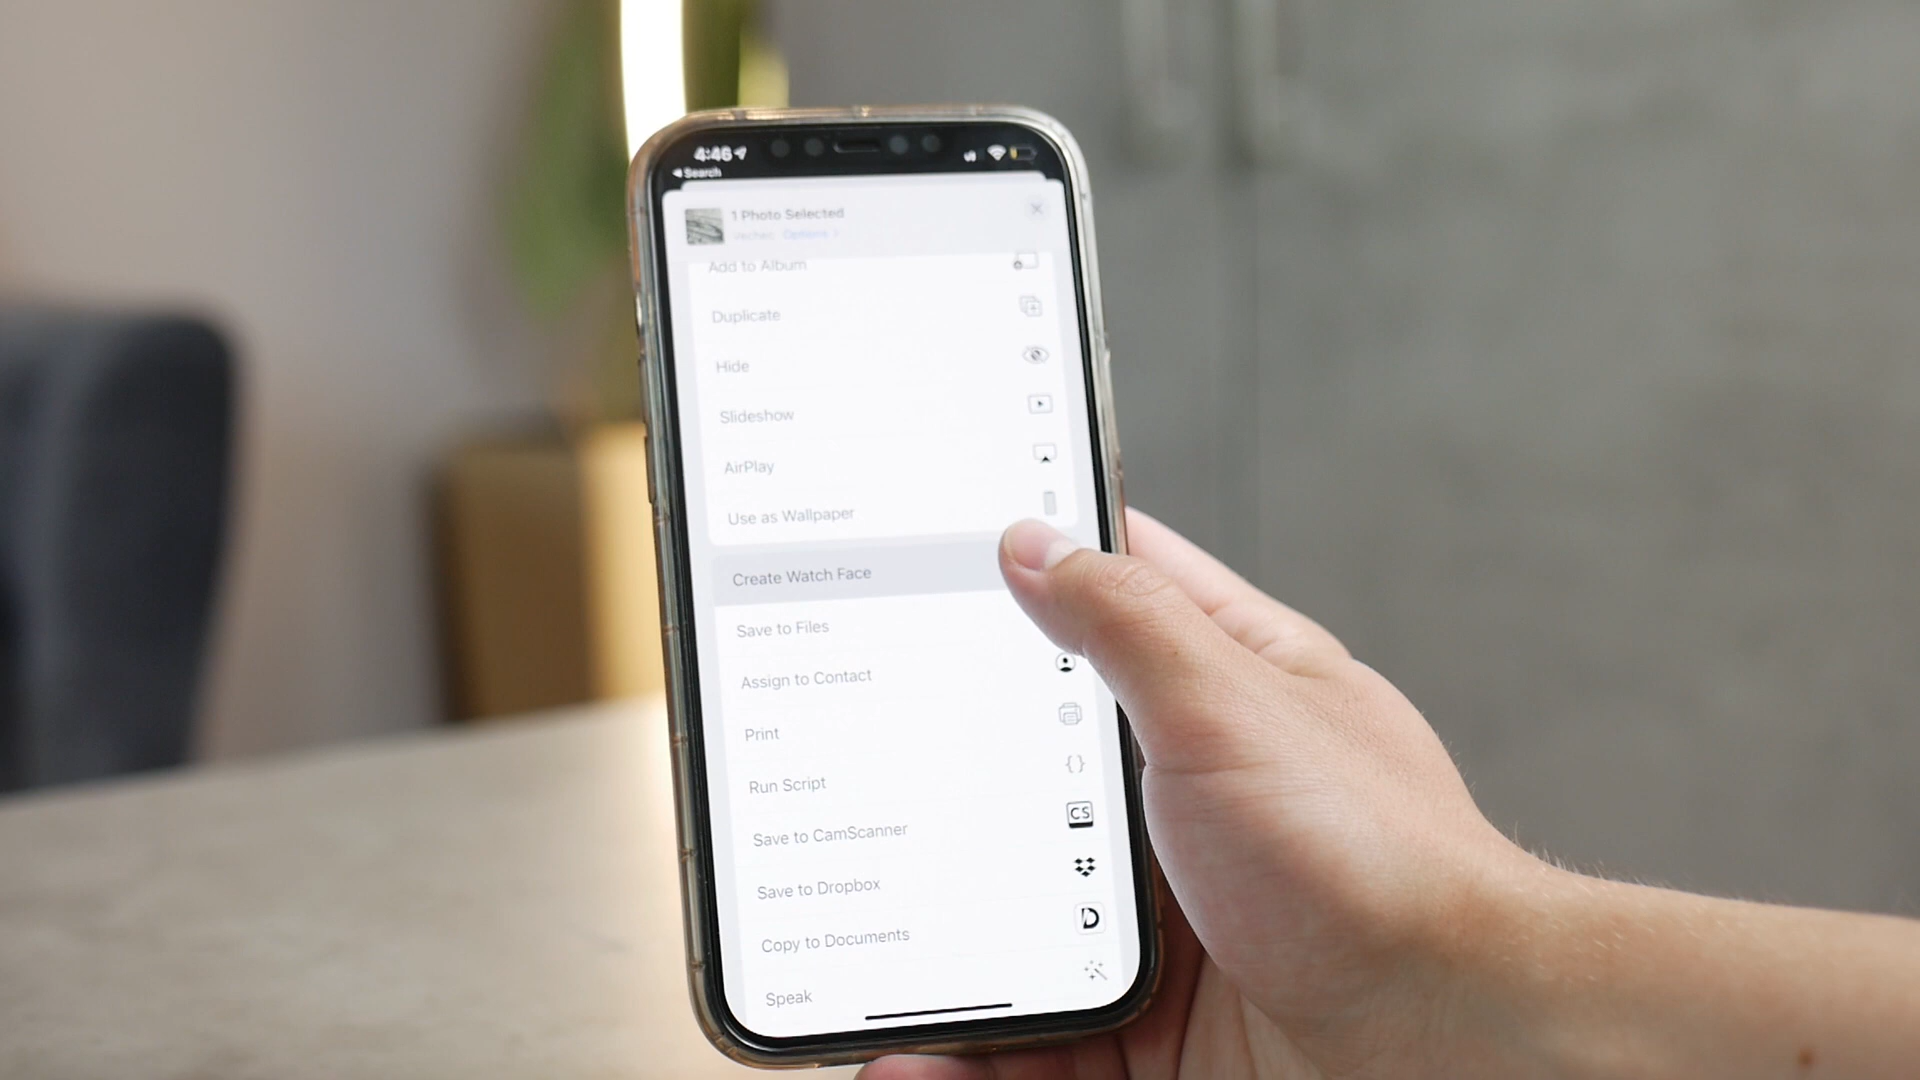 4:46
Search
1 Photo Selected
Options
Add to Album
Duplicate
Hide
Slideshow
AirPlay
Use as Wallpaper
Create Watch Face
Save to Files
Assign to Contact
Print
Run Script
{}
Save to CamScanner
CS
Save to Dropbox
Copy to Documents
D
Speak